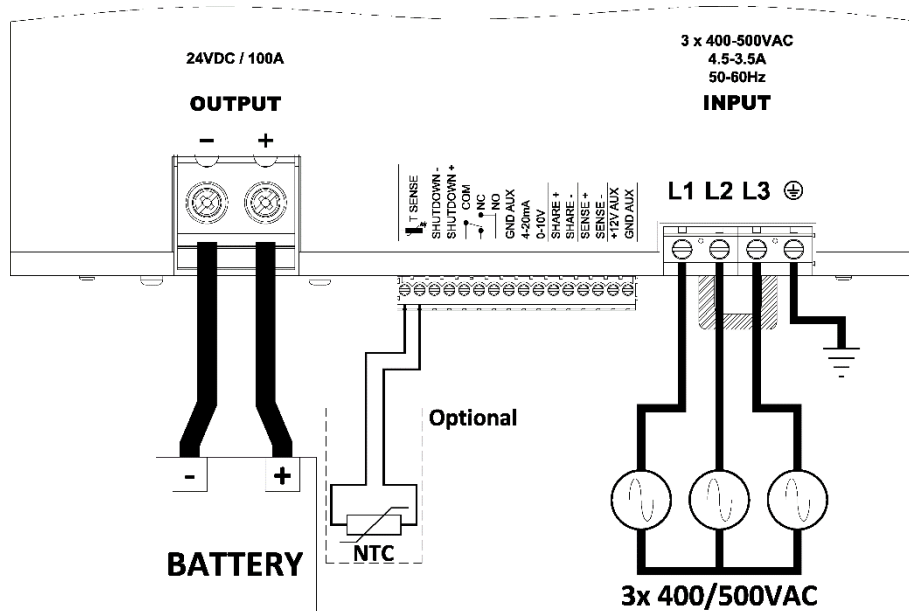 24VDC / 100A
OUTPUT
- +
3 x 400-500VAC
4.5-3.5A
50-60Hz
INPUT
L1 L2 L3
T SENSE
SHUTDOWN -
SHUTDOWN +
COM
NC
NO
GND AUX
4-20mA
0-10V
SHARE +
SHARE -
SENSE +
SENSE -
+12V AUX
GND AUX
Optional
- +
BATTERY
NTC
3x 400/500VAC